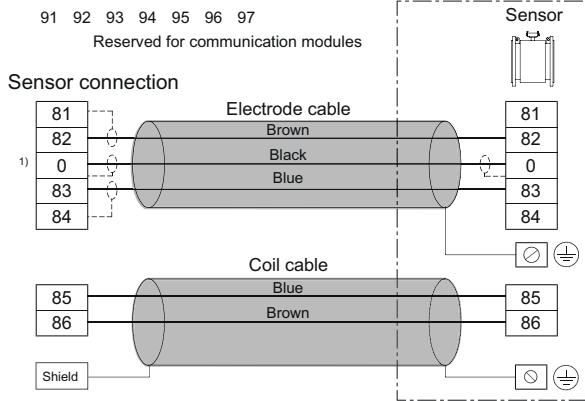 91 92 93 94 95 96 97
Sensor
Reserved for communication modules
Sensor connection
Electrode cable
81
81
Brown
82
82
Black
1)
0
0
Blue
83
83
84
84
Coil cable
Blue
85
85
Brown
86
86
Shield